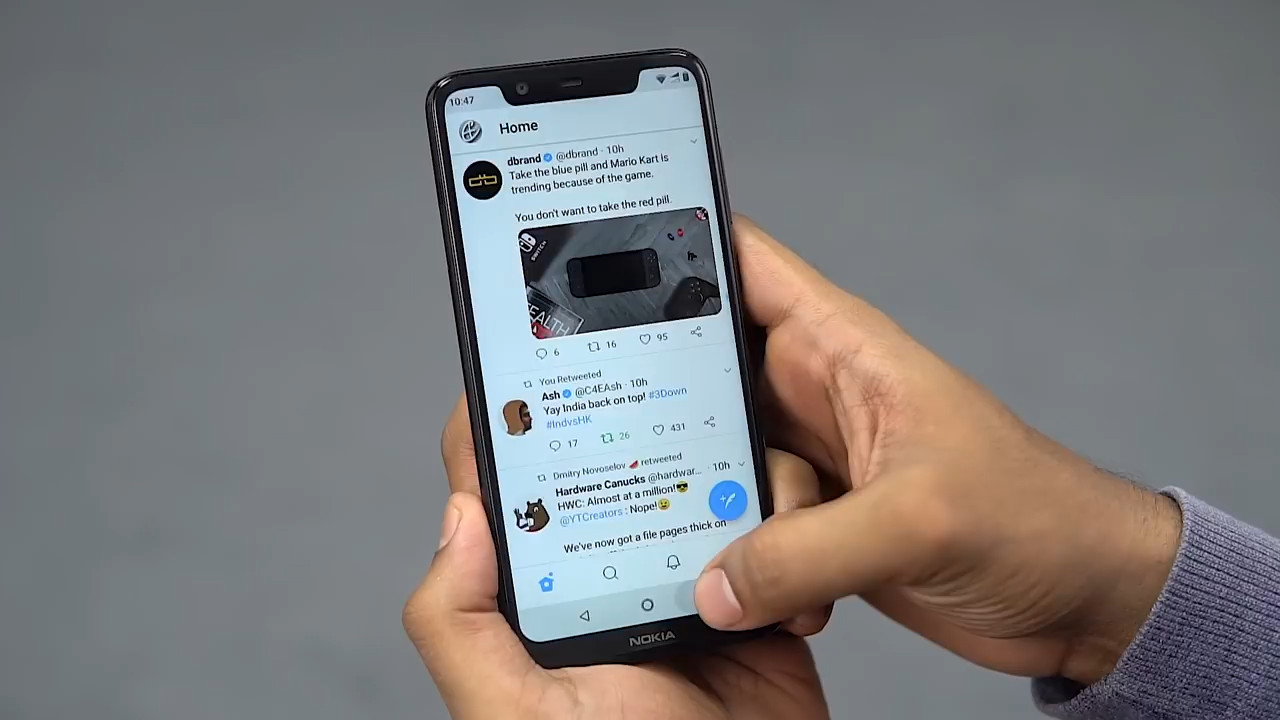 10:47
Home
dbrand @dbrand · 10h
Take the blue pill and Mario Kart is
trending because of the game.
You don't want to take the red pill.
SWITCH
EALTH
6 16 95
You Retweeted
Ash @C4EAsh · 10h
Yay India back on top! #3Down
#IndvsHK
17 26 431
Dmitry Novoselov 🍉 retweeted
Hardware Canucks @hardwar... · 10h
HWC: Almost at a million!😎
@YTCreators : Nope!😉
We've now got a file pages thick on
NOKIA